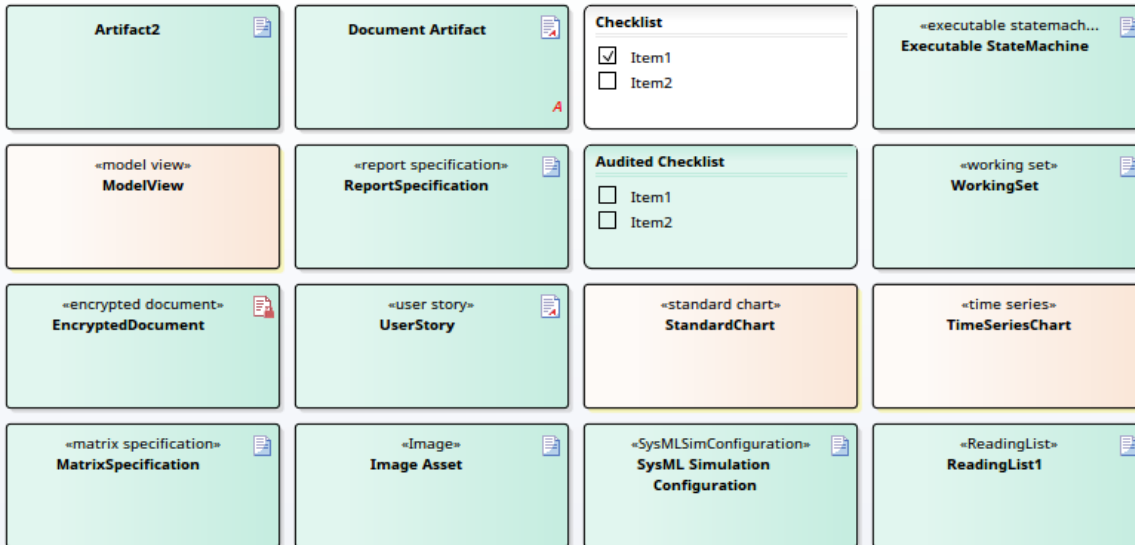 Artifact2
Document Artifact
A
Checklist
Item1
Item2
«executable statemach...
Executable StateMachine
«model view»
ModelView
«report specification»
ReportSpecification
Audited Checklist
Item1
Item2
«working set»
WorkingSet
«encrypted document»
EncryptedDocument
«user story»
UserStory
«standard chart»
StandardChart
«time series»
TimeSeriesChart
«matrix specification»
MatrixSpecification
«Image»
Image Asset
«SysMLSimConfiguration»
SysML Simulation
Configuration
«ReadingList»
ReadingList1